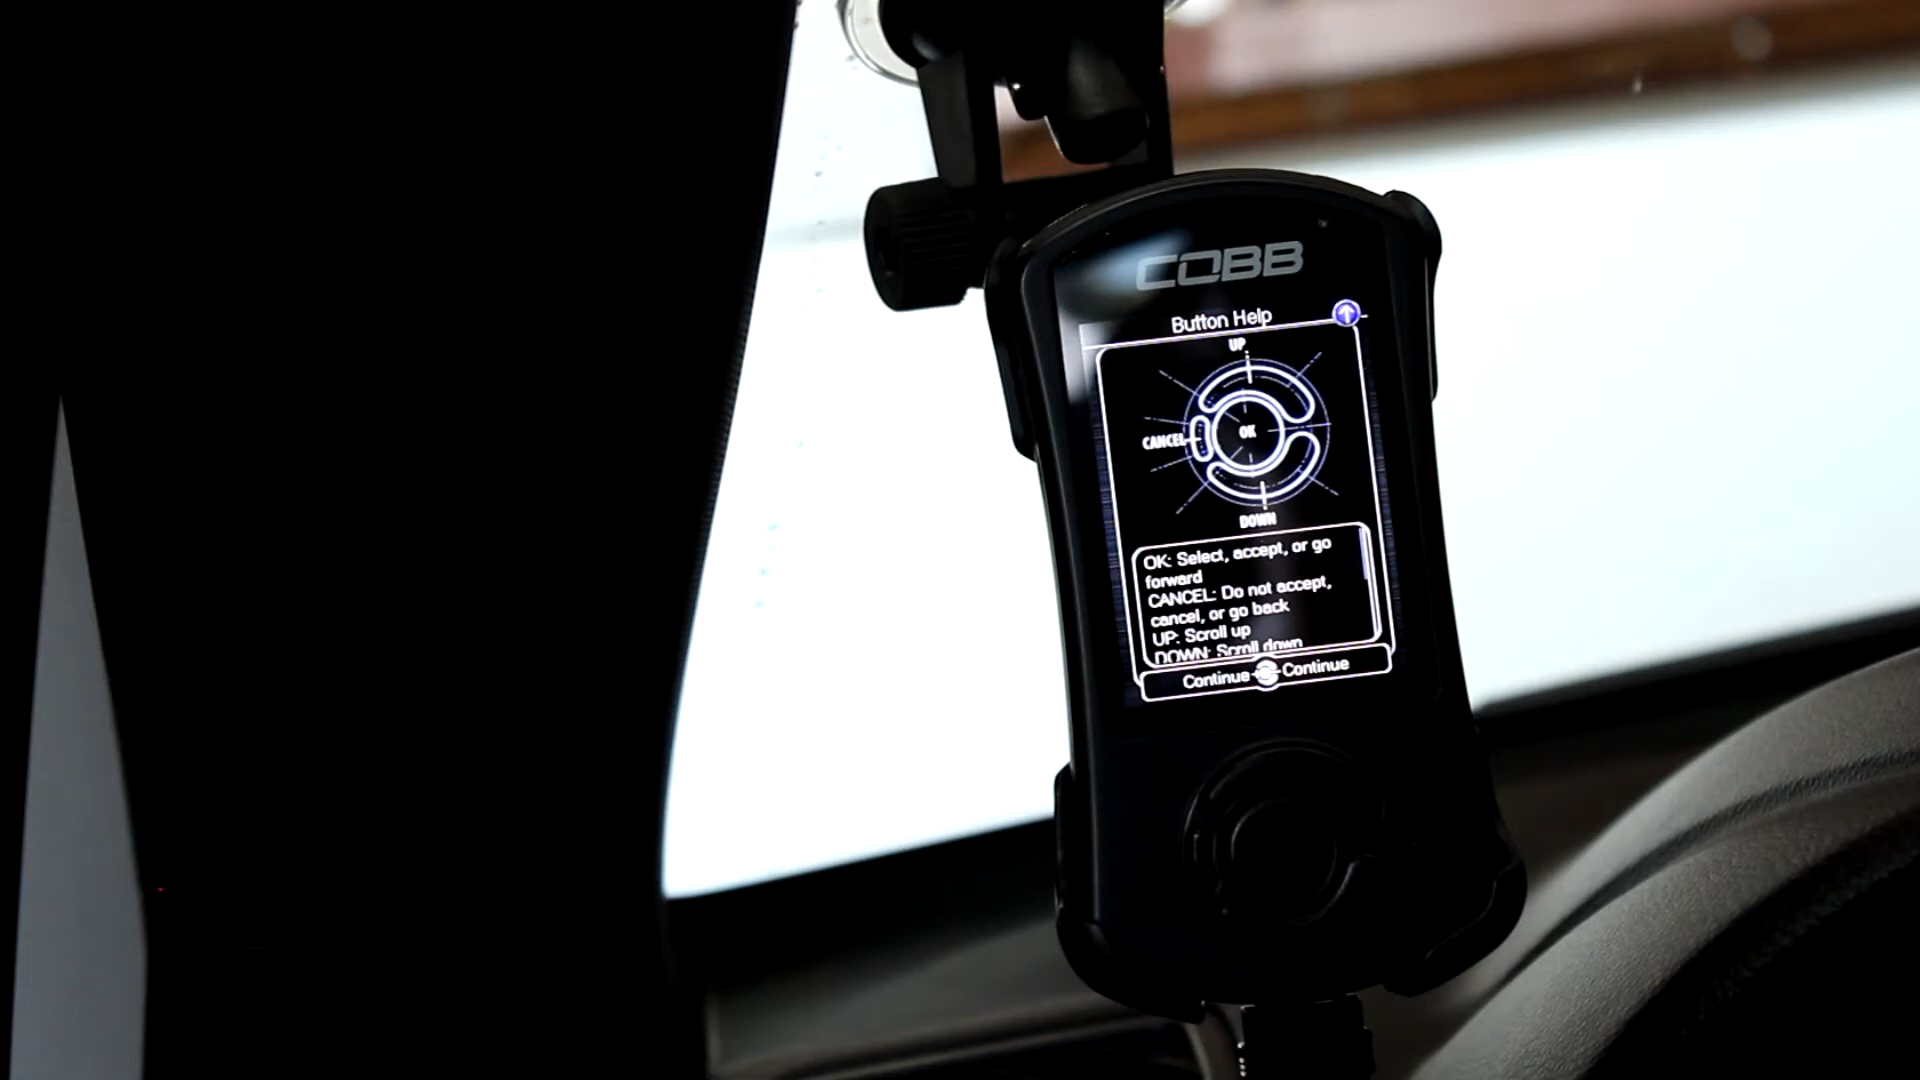 COBB
Button Help
UP
CANCEL
OK
DOWN
OK: Select, accept, or go
forward
CANCEL: Do not accept,
cancel, or go back
UP: Scroll up
DOWN: Scroll down
Continue Continue